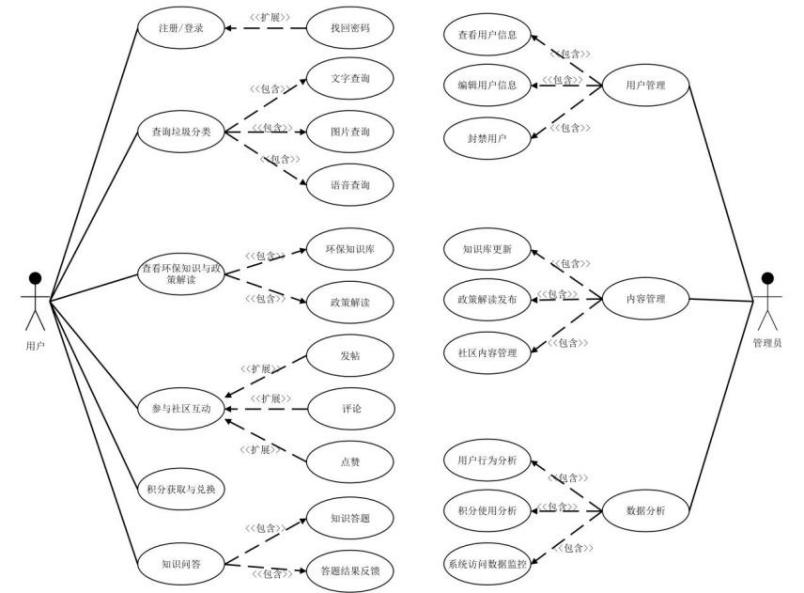 注册/登录
<<扩展>>
找回密码
文字查询
<<包含>>
查询垃圾分类
<<包含>>
图片查询
<<包含>>
语音查询
环保知识库
<<包含>>
查看环保知识与政
策解读
<<包含>>
政策解读
用户
发帖
<<扩展>>
参与社区互动
<<扩展>>
评论
<<扩展>>
点赞
积分获取与兑换
知识答题
<<包含>>
知识问答
<<包含>>
答题结果反馈
查看用户信息
<<包含>>
编辑用户信息
<<包含>>
用户管理
<<包含>>
封禁用户
知识库更新
<<包含>>
政策解读发布
<<包含>>
内容管理
<<包含>>
社区内容管理
管理员
用户行为分析
<<包含>>
积分使用分析
<<包含>>
数据分析
<<包含>>
系统访问数据监控